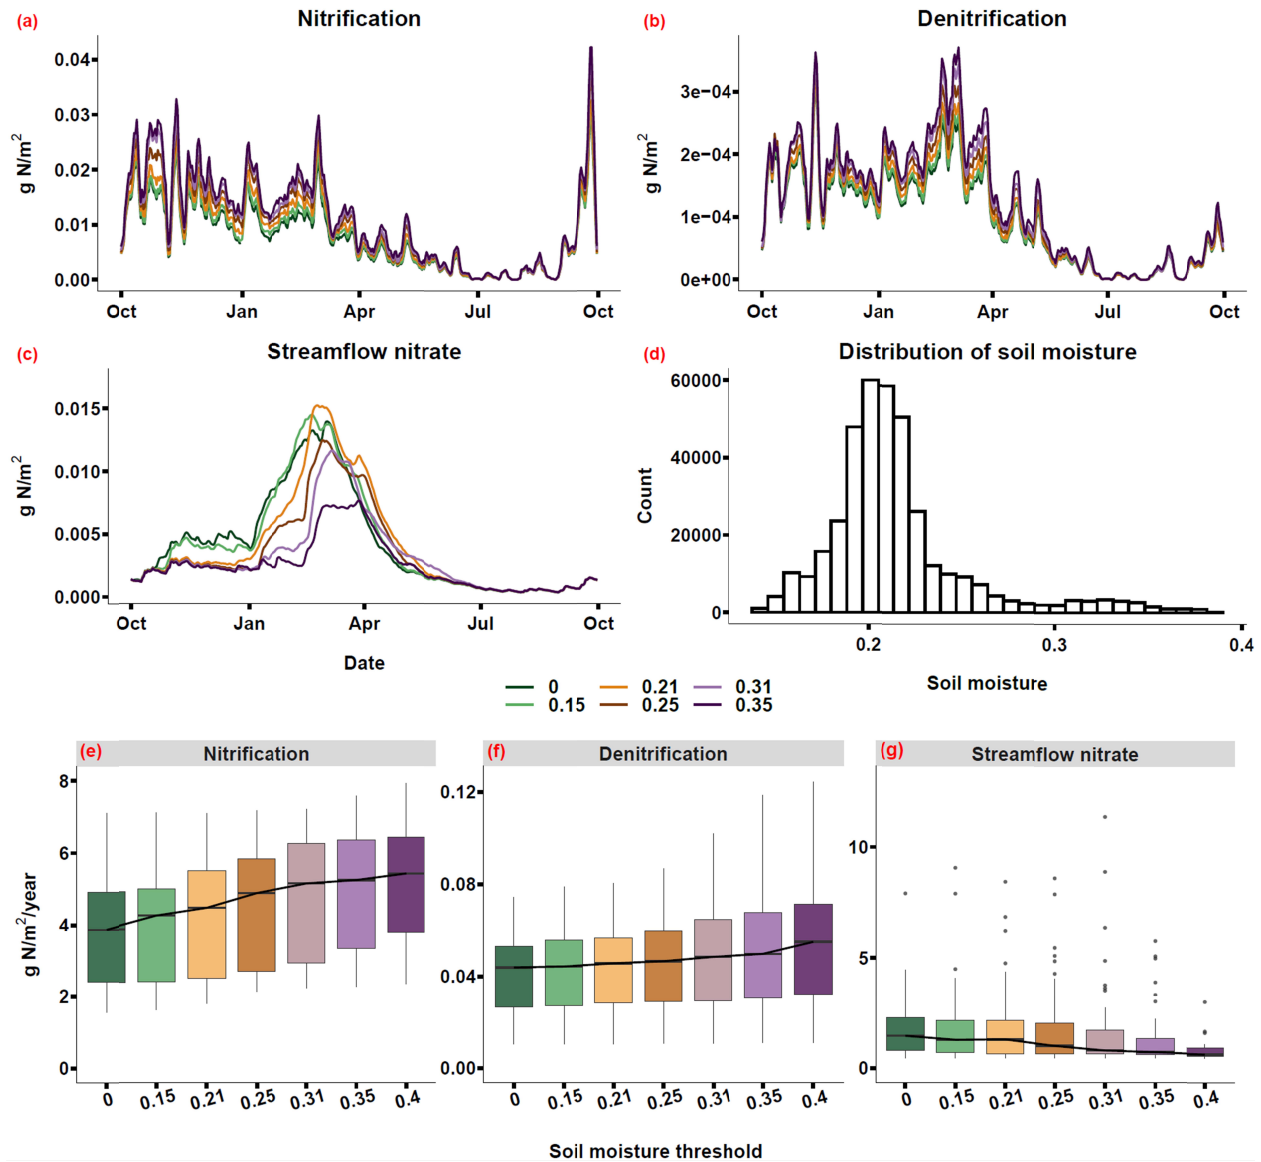 (a) Nitrification
g N/m2
0.04
0.03
0.02
0.01
0.00
Oct Jan Apr Jul Oct
(b) Denitrification
g N/m2
3e−04
2e−04
1e−04
0e+00
Oct Jan Apr Jul Oct
(c) Streamflow nitrate
g N/m2
0.015
0.010
0.005
0.000
Oct Jan Apr Jul Oct
Date
(d) Distribution of soil moisture
Count
60000
40000
20000
0
0.2 0.3 0.4
Soil moisture
0 0.21 0.31
0.15 0.25 0.35
(e) Nitrification
g N/m2/year
8
6
4
2
0
0 0.15 0.21 0.25 0.31 0.35 0.4
(f) Denitrification
0.12
0.08
0.04
0.00
0 0.15 0.21 0.25 0.31 0.35 0.4
(g) Streamflow nitrate
10
5
0
0 0.15 0.21 0.25 0.31 0.35 0.4
Soil moisture threshold